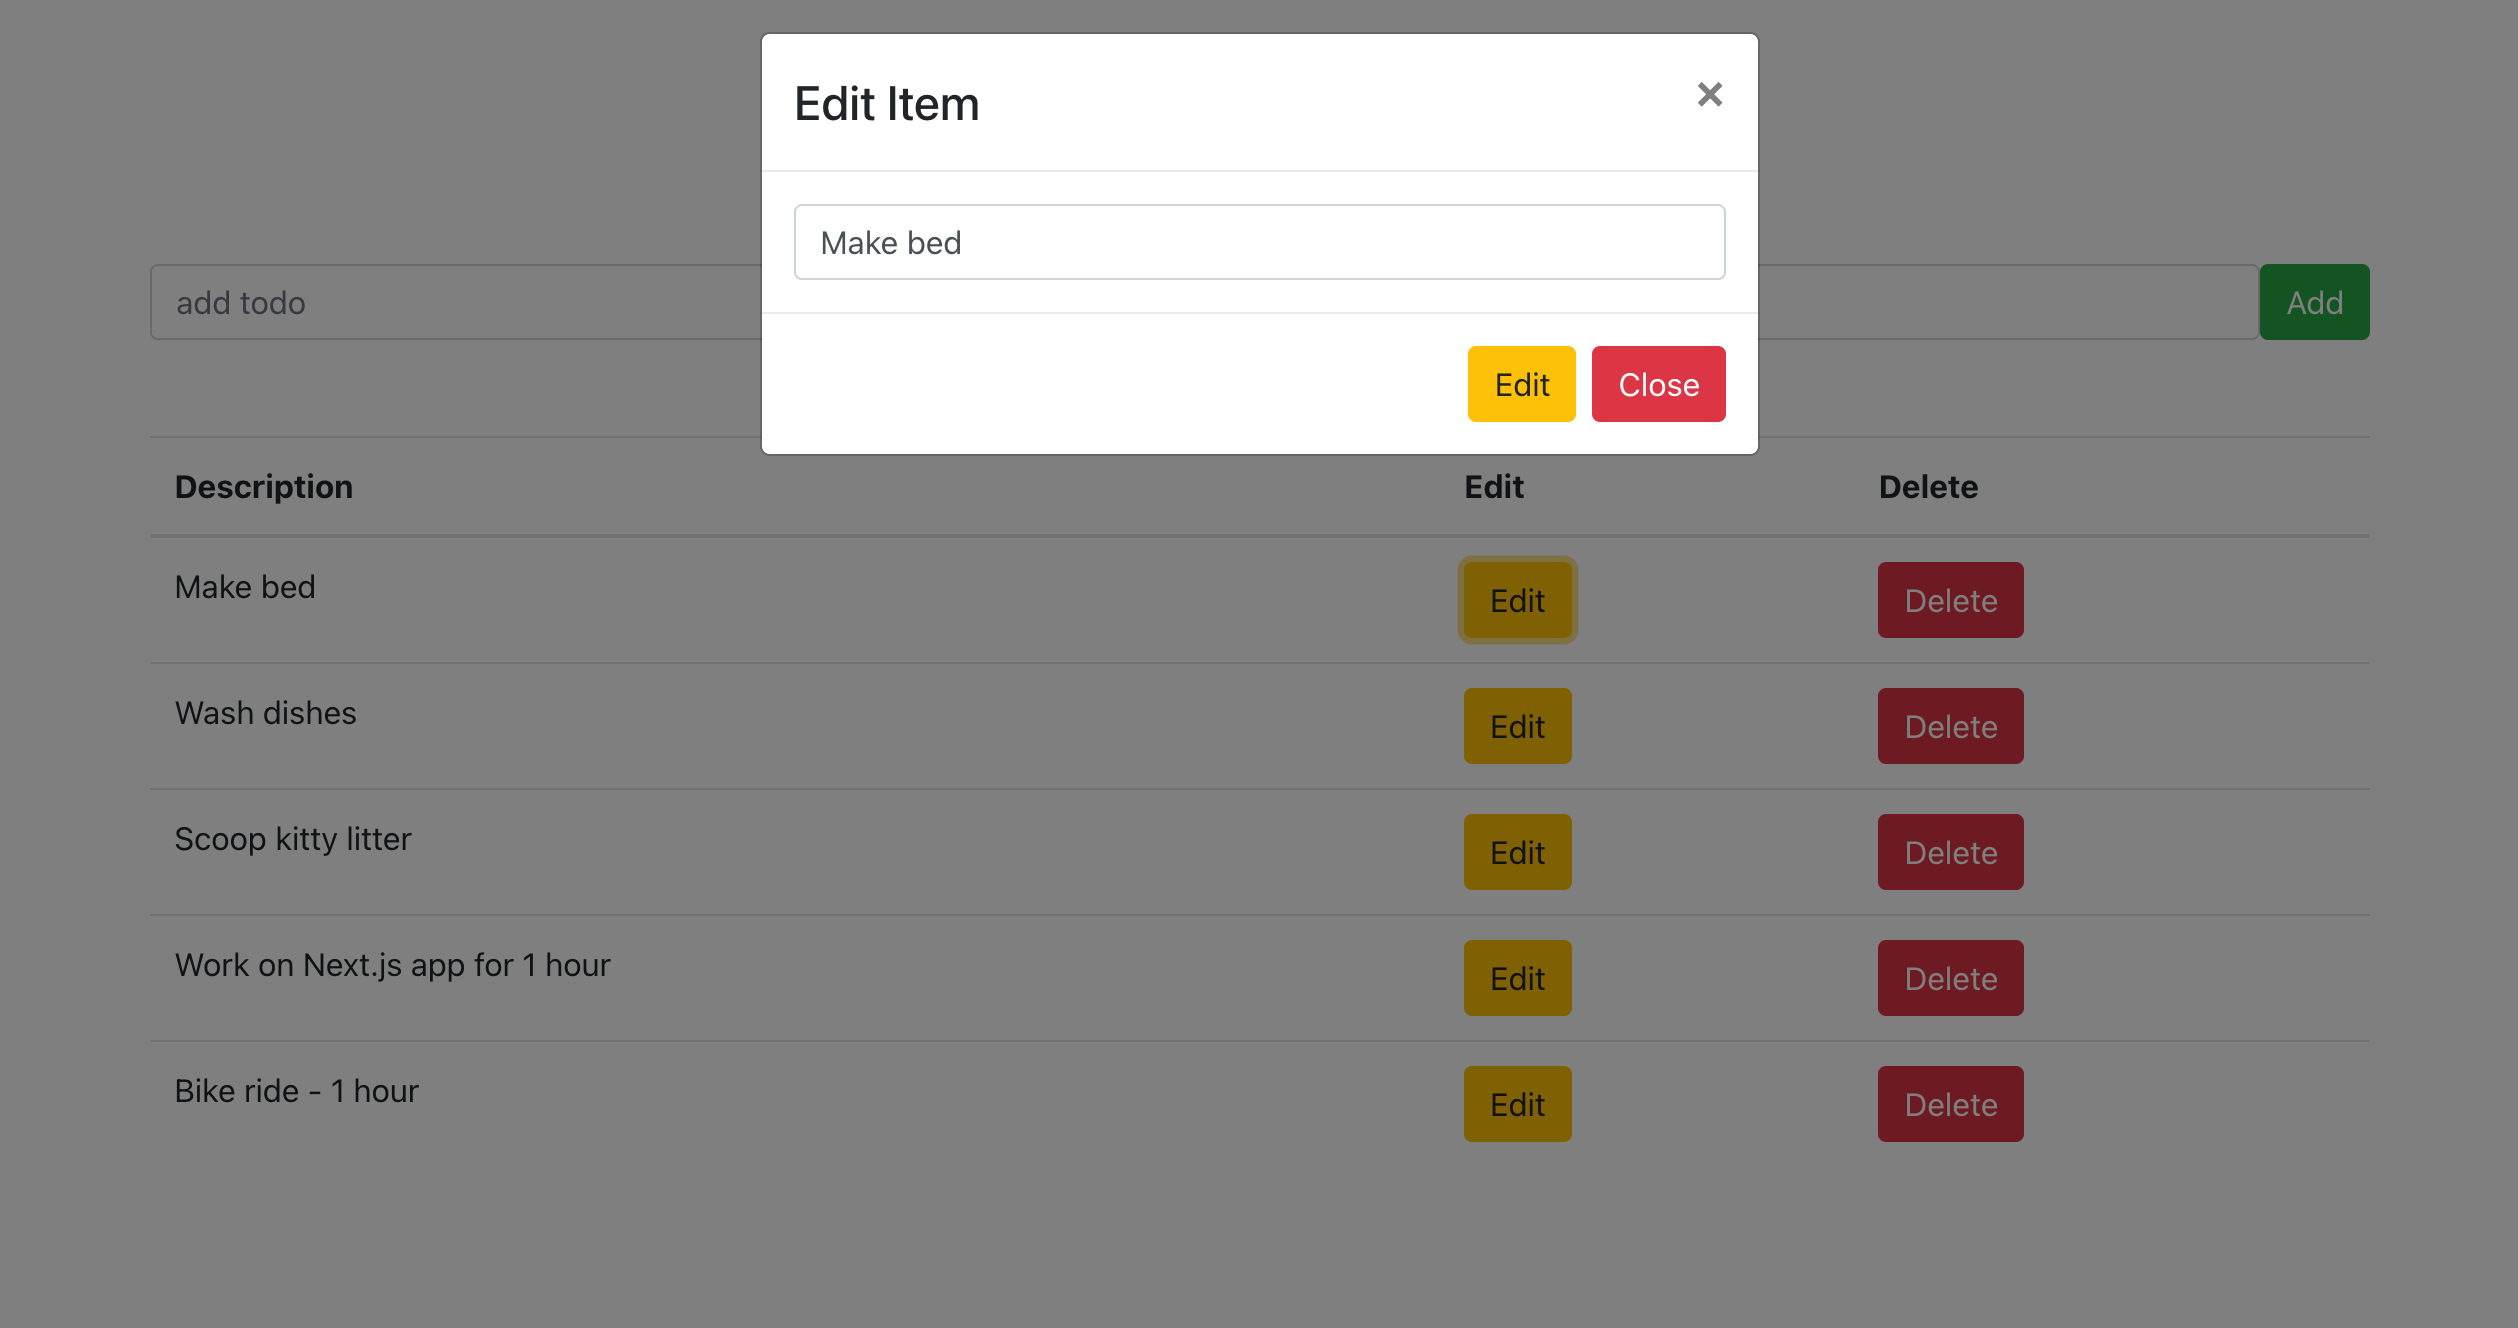 Edit Item ×
Make bed
add todo Add
Edit Close
Description Edit Delete
Make bed Edit Delete
Wash dishes Edit Delete
Scoop kitty litter Edit Delete
Work on Next.js app for 1 hour Edit Delete
Bike ride - 1 hour Edit Delete